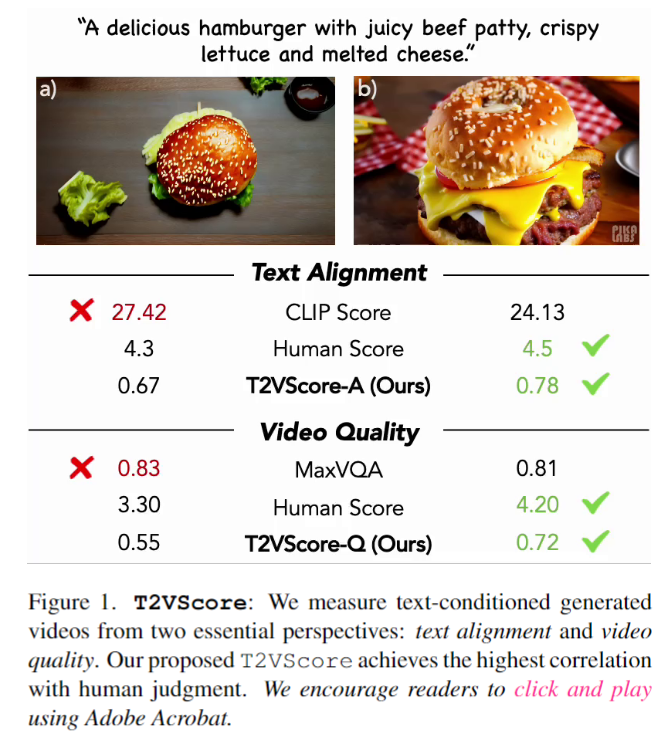 “A delicious hamburger with juicy beef patty, crispy
lettuce and melted cheese.”
a)
b)
PIKA
LABS
Text Alignment
27.42 CLIP Score 24.13
4.3 Human Score 4.5
0.67 T2VScore-A (Ours) 0.78
Video Quality
0.83 MaxVQA 0.81
3.30 Human Score 4.20
0.55 T2VScore-Q (Ours) 0.72
Figure 1. T2VScore: We measure text-conditioned generated
videos from two essential perspectives: text alignment and video
quality. Our proposed T2VScore achieves the highest correlation
with human judgment. We encourage readers to click and play
using Adobe Acrobat.